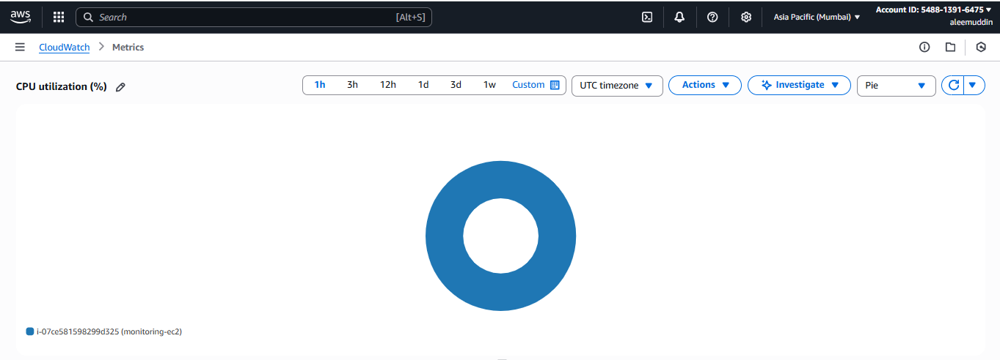 aws
Search [Alt+S]
Asia Pacific (Mumbai)
Account ID: 5488-1391-6475
aleemuddin
CloudWatch
Metrics
CPU utilization (%)
1h 3h 12h 1d 3d 1w Custom
UTC timezone
Actions
Investigate
Pie
i-07ce581598299d325 (monitoring-ec2)